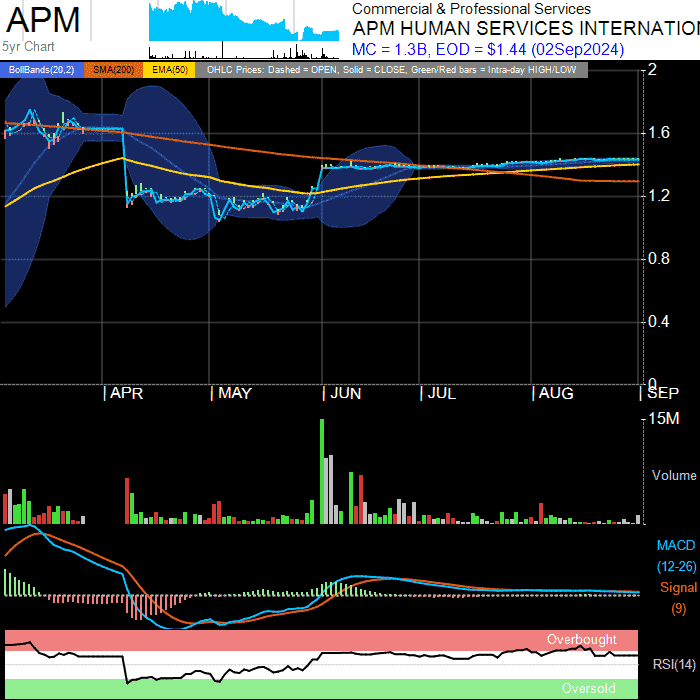 APM
5yr Chart
Commercial & Professional Services
APM HUMAN SERVICES INTERNATIO
MC = 1.3B, EOD = $1.44 (02Sep2024)
BollBands(20,2) SMA(200) EMA(50) OHLC Prices: Dashed = OPEN, Solid = CLOSE, Green/Red bars = Intra-day HIGH/LOW
2
1.6
1.2
0.8
0.4
0
| APR | MAY | JUN | JUL | AUG | SEP
15M
Volume
MACD
(12-26)
Signal
(9)
Overbought
RSI(14)
Oversold